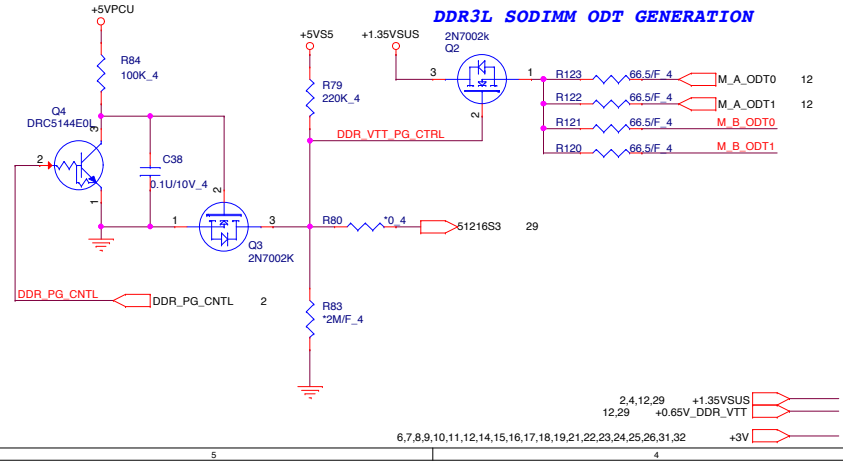 DDR3L SODIMM ODT GENERATION
+5VPCU
+5VS5
+1.35VSUS
2N7002k
Q2
R84
100K_4
R79
220K_4
3
1
2
R123
66.5/F_4
M_A_ODT0
12
R122
66.5/F_4
M_A_ODT1
12
R121
66.5/F_4
M_B_ODT0
R120
66.5/F_4
M_B_ODT1
Q4
DRC5144E0L
3
2
1
DDR_VTT_PG_CTRL
C38
0.1U/10V_4
2
1
3
Q3
2N7002K
R80
*0_4
51216S3
29
DDR_PG_CNTL
DDR_PG_CNTL
2
R83
*2M/F_4
2,4,12,29
+1.35VSUS
12,29
+0.65V_DDR_VTT
6,7,8,9,10,11,12,14,15,16,17,18,19,21,22,23,24,25,26,31,32
+3V
5
4